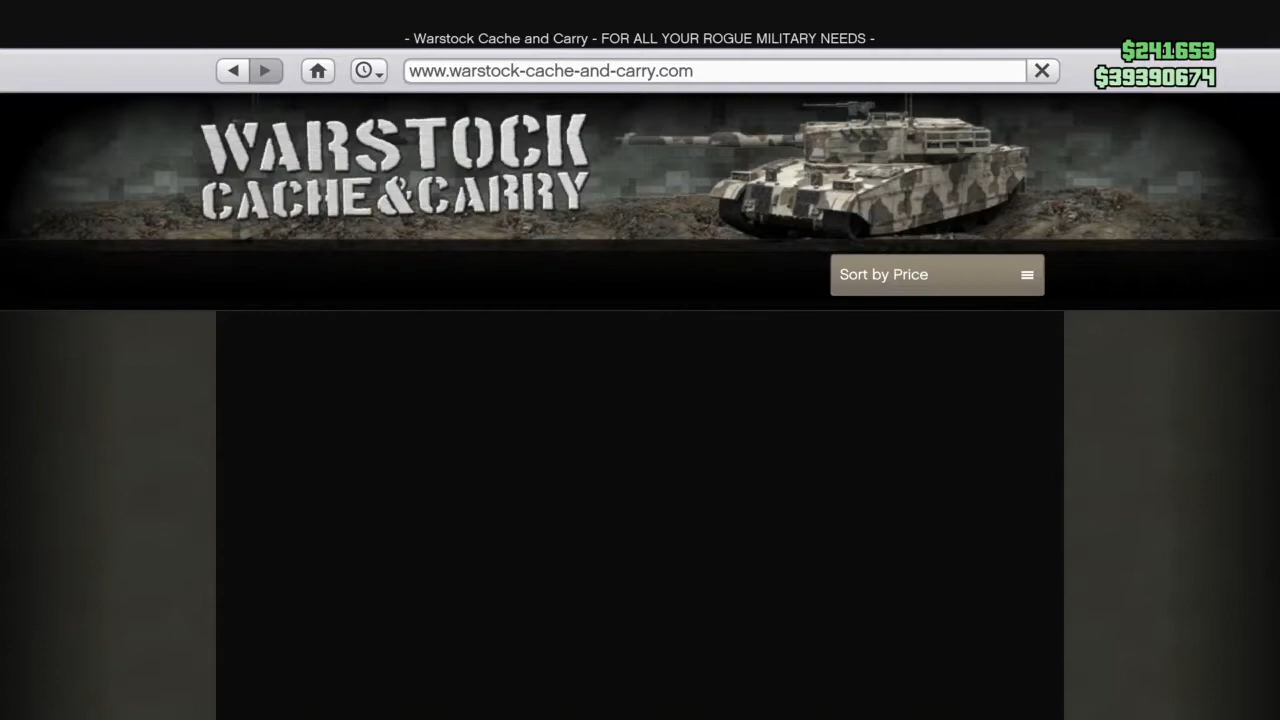 - Warstock Cache and Carry - FOR ALL YOUR ROGUE MILITARY NEEDS -
$241653
www.warstock-cache-and-carry.com
$39390674
WARSTOCK
CACHE&CARRY
Sort by Price